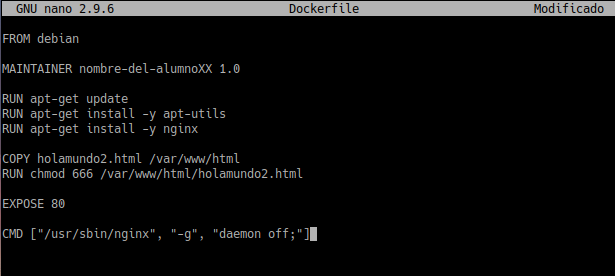 GNU nano 2.9.6 Dockerfile Modificado
FROM debian
MAINTAINER nombre-del-alumnoXX 1.0
RUN apt-get update
RUN apt-get install -y apt-utils
RUN apt-get install -y nginx
COPY holamundo2.html /var/www/html
RUN chmod 666 /var/www/html/holamundo2.html
EXPOSE 80
CMD ["/usr/sbin/nginx", "-g", "daemon off;"]